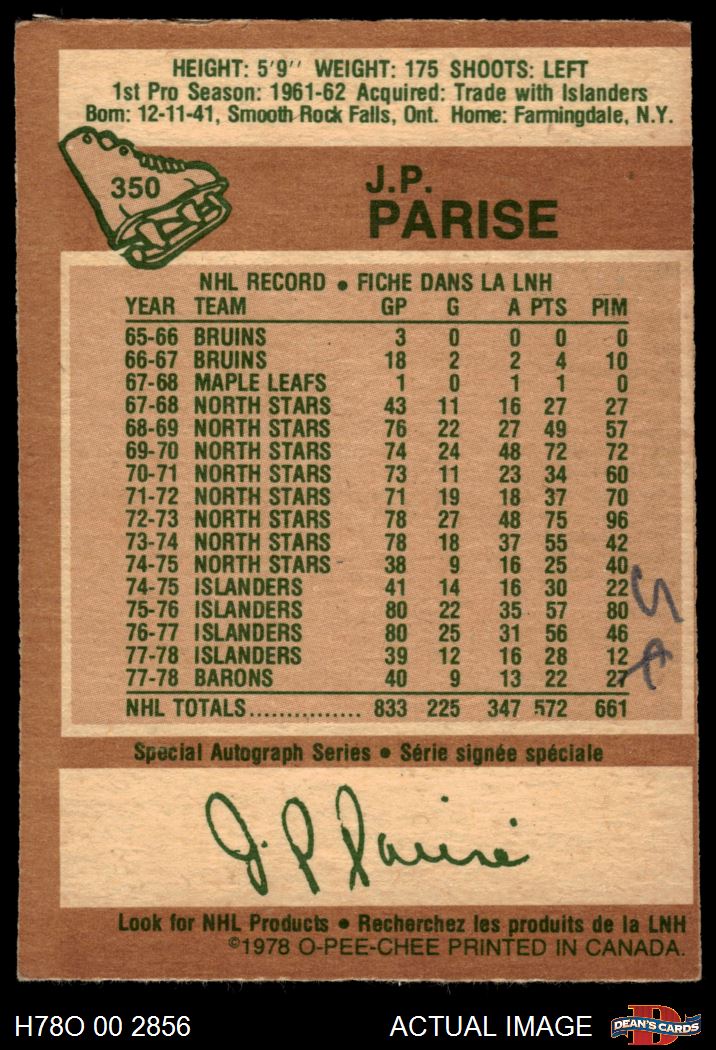 HEIGHT: 5'9'' WEIGHT: 175 SHOOTS: LEFT
1st Pro Season: 1961-62 Acquired: Trade with Islanders
Born: 12-11-41, Smooth Rock Falls, Ont. Home: Farmingdale, N.Y.
350
J.P.
PARISE
NHL RECORD • FICHE DANS LA LNH
YEAR TEAM GP G A PTS PIM
65-66 BRUINS 3 0 0 0 0
66-67 BRUINS 18 2 2 4 10
67-68 MAPLE LEAFS 1 0 1 1 0
67-68 NORTH STARS 43 11 16 27 27
68-69 NORTH STARS 76 22 27 49 57
69-70 NORTH STARS 74 24 48 72 72
70-71 NORTH STARS 73 11 23 34 60
71-72 NORTH STARS 71 19 18 37 70
72-73 NORTH STARS 78 27 48 75 96
73-74 NORTH STARS 78 18 37 55 42
74-75 NORTH STARS 38 9 16 25 40
74-75 ISLANDERS 41 14 16 30 22
75-76 ISLANDERS 80 22 35 57 80
76-77 ISLANDERS 80 25 31 56 46
77-78 ISLANDERS 39 12 16 28 12
77-78 BARONS 40 9 13 22 27
NHL TOTALS................ 833 225 347 572 661
Special Autograph Series • Série signée spéciale
J.P. Parisé
Look for NHL Products • Recherchez les produits de la LNH
©1978 O-PEE-CHEE PRINTED IN CANADA.
H78O 00 2856 ACTUAL IMAGE DEAN'S CARDS